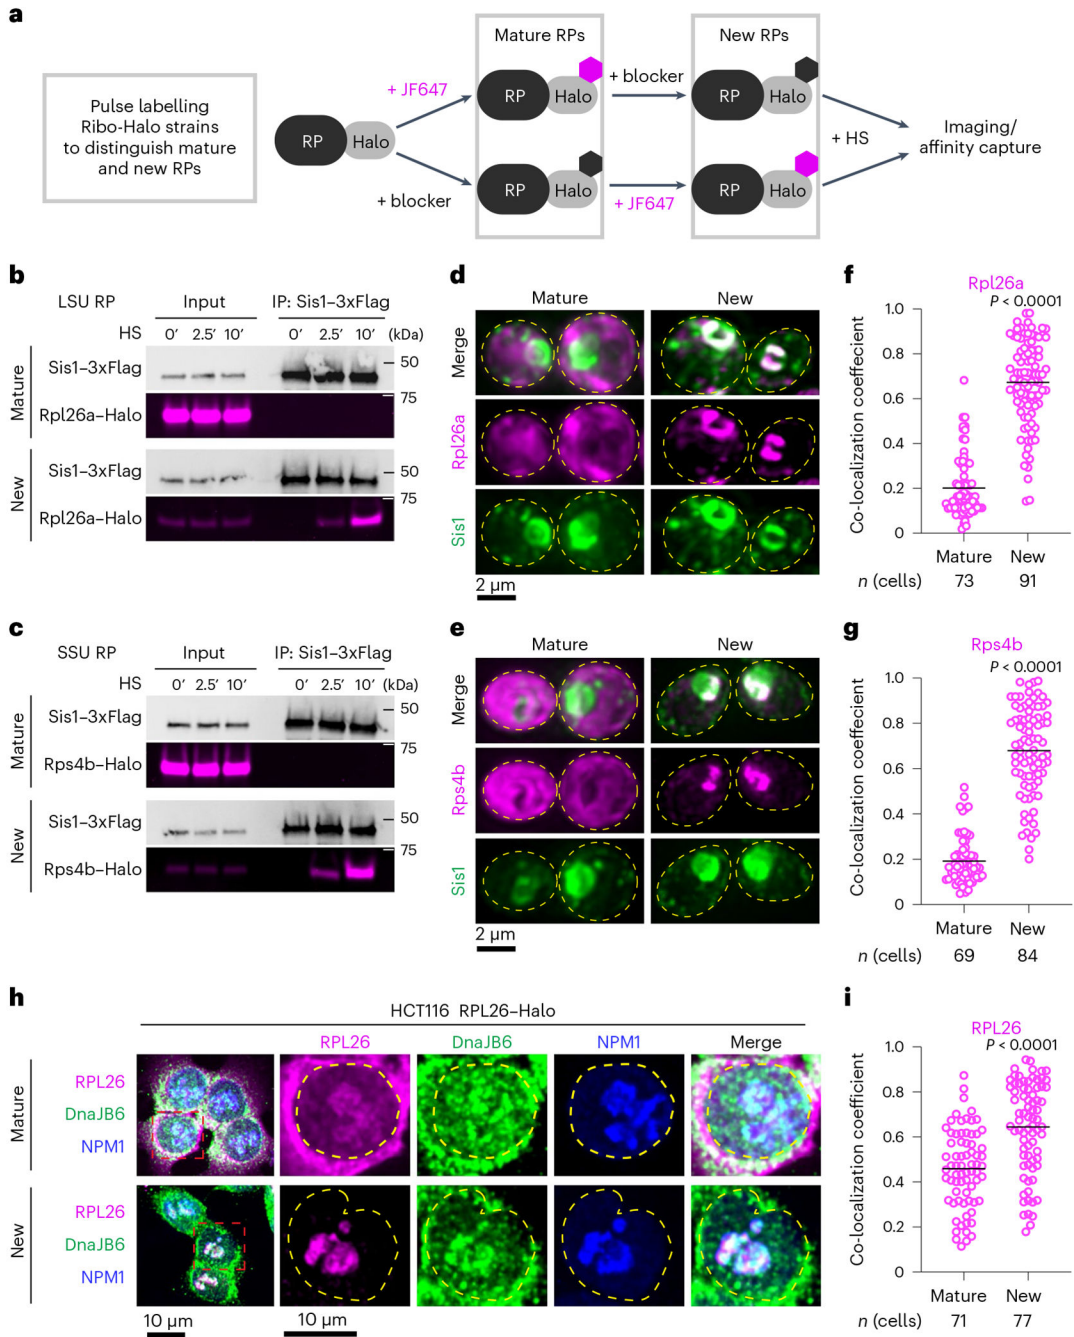 a
Pulse labelling
Ribo-Halo strains
to distinguish mature
and new RPs
RP
Halo
+ JF647
+ blocker
Mature RPs
RP
Halo
RP
Halo
+ blocker
+ JF647
New RPs
RP
Halo
RP
Halo
+ HS
Imaging/
affinity capture
b
LSU RP
Input
IP: Sis1–3xFlag
HS
0′ 2.5′ 10′
0′ 2.5′ 10′
(kDa)
Mature
Sis1–3xFlag
50
75
Rpl26a–Halo
New
Sis1–3xFlag
50
75
Rpl26a–Halo
c
SSU RP
Input
IP: Sis1–3xFlag
HS
0′ 2.5′ 10′
0′ 2.5′ 10′
(kDa)
Mature
Sis1–3xFlag
50
75
Rps4b–Halo
New
Sis1–3xFlag
50
75
Rps4b–Halo
d
Mature
New
Merge
Rpl26a
Sis1
2 µm
e
Mature
New
Merge
Rps4b
Sis1
2 µm
f
Rpl26a
P < 0.0001
Co-localization coeffecient
1.0
0.8
0.6
0.4
0.2
0
Mature New
n (cells) 73 91
g
Rps4b
P < 0.0001
Co-localization coeffecient
1.0
0.8
0.6
0.4
0.2
0
Mature New
n (cells) 69 84
h
HCT116 RPL26–Halo
RPL26 DnaJB6 NPM1 Merge
Mature
RPL26
DnaJB6
NPM1
New
RPL26
DnaJB6
NPM1
10 µm
10 µm
i
RPL26
P < 0.0001
Co-localization coefficient
1.0
0.8
0.6
0.4
0.2
0
Mature New
n (cells) 71 77